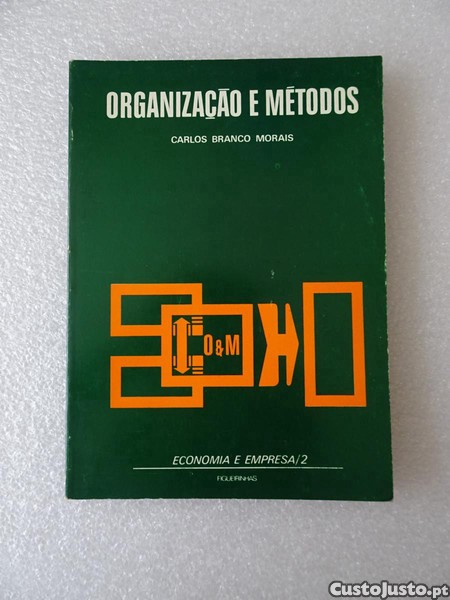 ORGANIZAÇÃO E MÉTODOS
CARLOS BRANCO MORAIS
O & M
ECONOMIA E EMPRESA/2
FIGUEIRINHAS
CustoJusto.pt